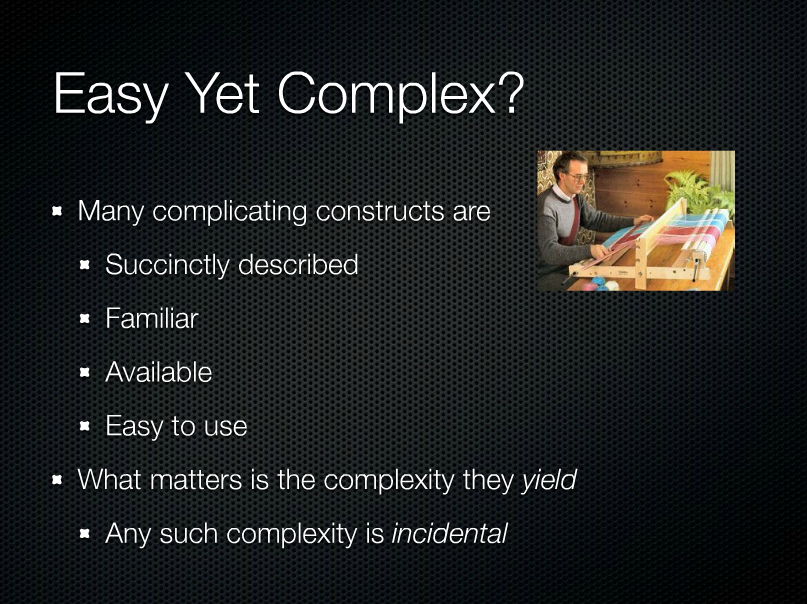 Easy Yet Complex?
Many complicating constructs are
Succinctly described
Familiar
Available
Easy to use
What matters is the complexity they yield
Any such complexity is incidental